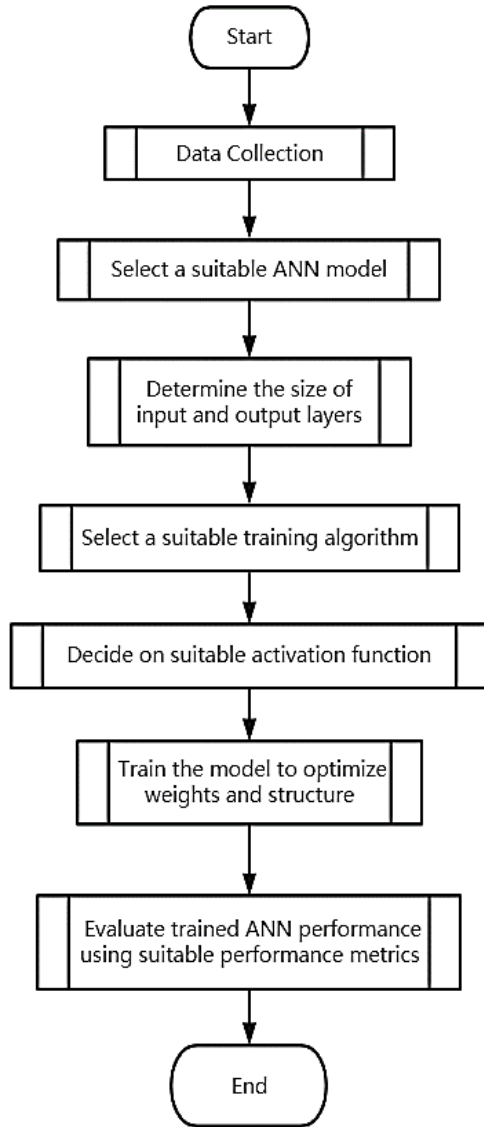 Start
Data Collection
Select a suitable ANN model
Determine the size of
input and output layers
Select a suitable training algorithm
Decide on suitable activation function
Train the model to optimize
weights and structure
Evaluate trained ANN performance
using suitable performance metrics
End